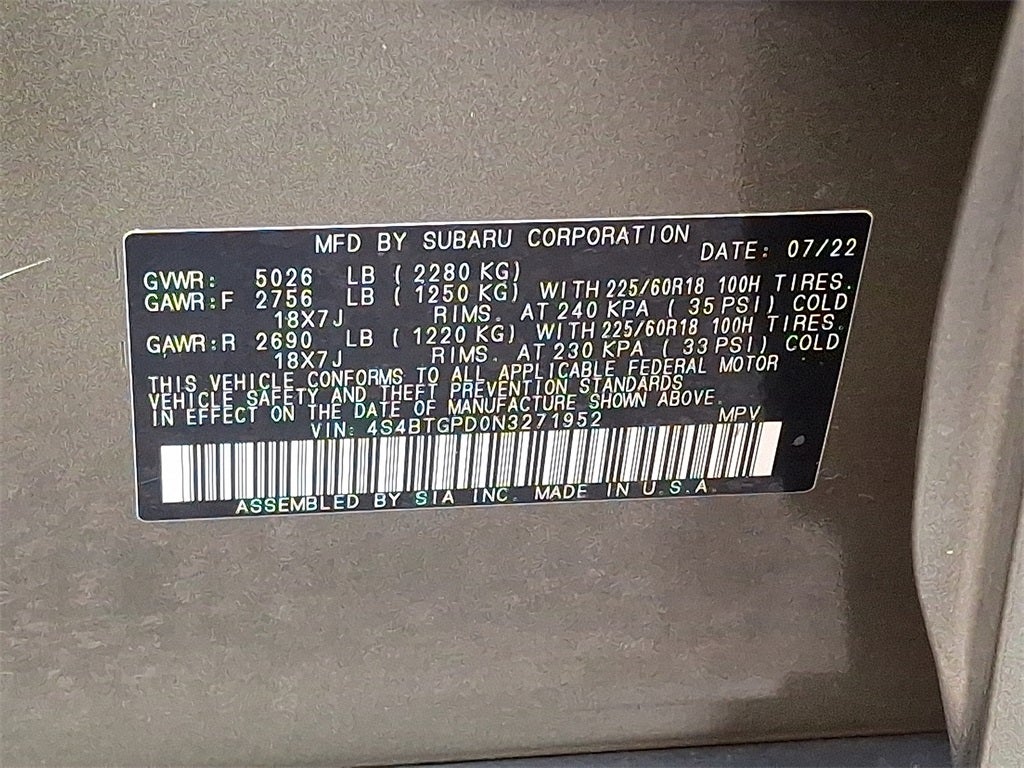 MFD BY SUBARU CORPORATION DATE: 07/22
GVWR: 5026 LB ( 2280 KG)
GAWR:F 2756 LB ( 1250 KG) WITH 225/60R18 100H TIRES.
18X7J RIMS. AT 240 KPA ( 35 PSI) COLD
GAWR:R 2690 LB ( 1220 KG) WITH 225/60R18 100H TIRES.
18X7J RIMS. AT 230 KPA ( 33 PSI) COLD
THIS VEHICLE CONFORMS TO ALL APPLICABLE FEDERAL MOTOR
VEHICLE SAFETY AND THEFT PREVENTION STANDARDS
IN EFFECT ON THE DATE OF MANUFACTURE SHOWN ABOVE.
VIN: 4S4BTGPD0N3271952 MPV
ASSEMBLED BY SIA INC. MADE IN U.S.A.